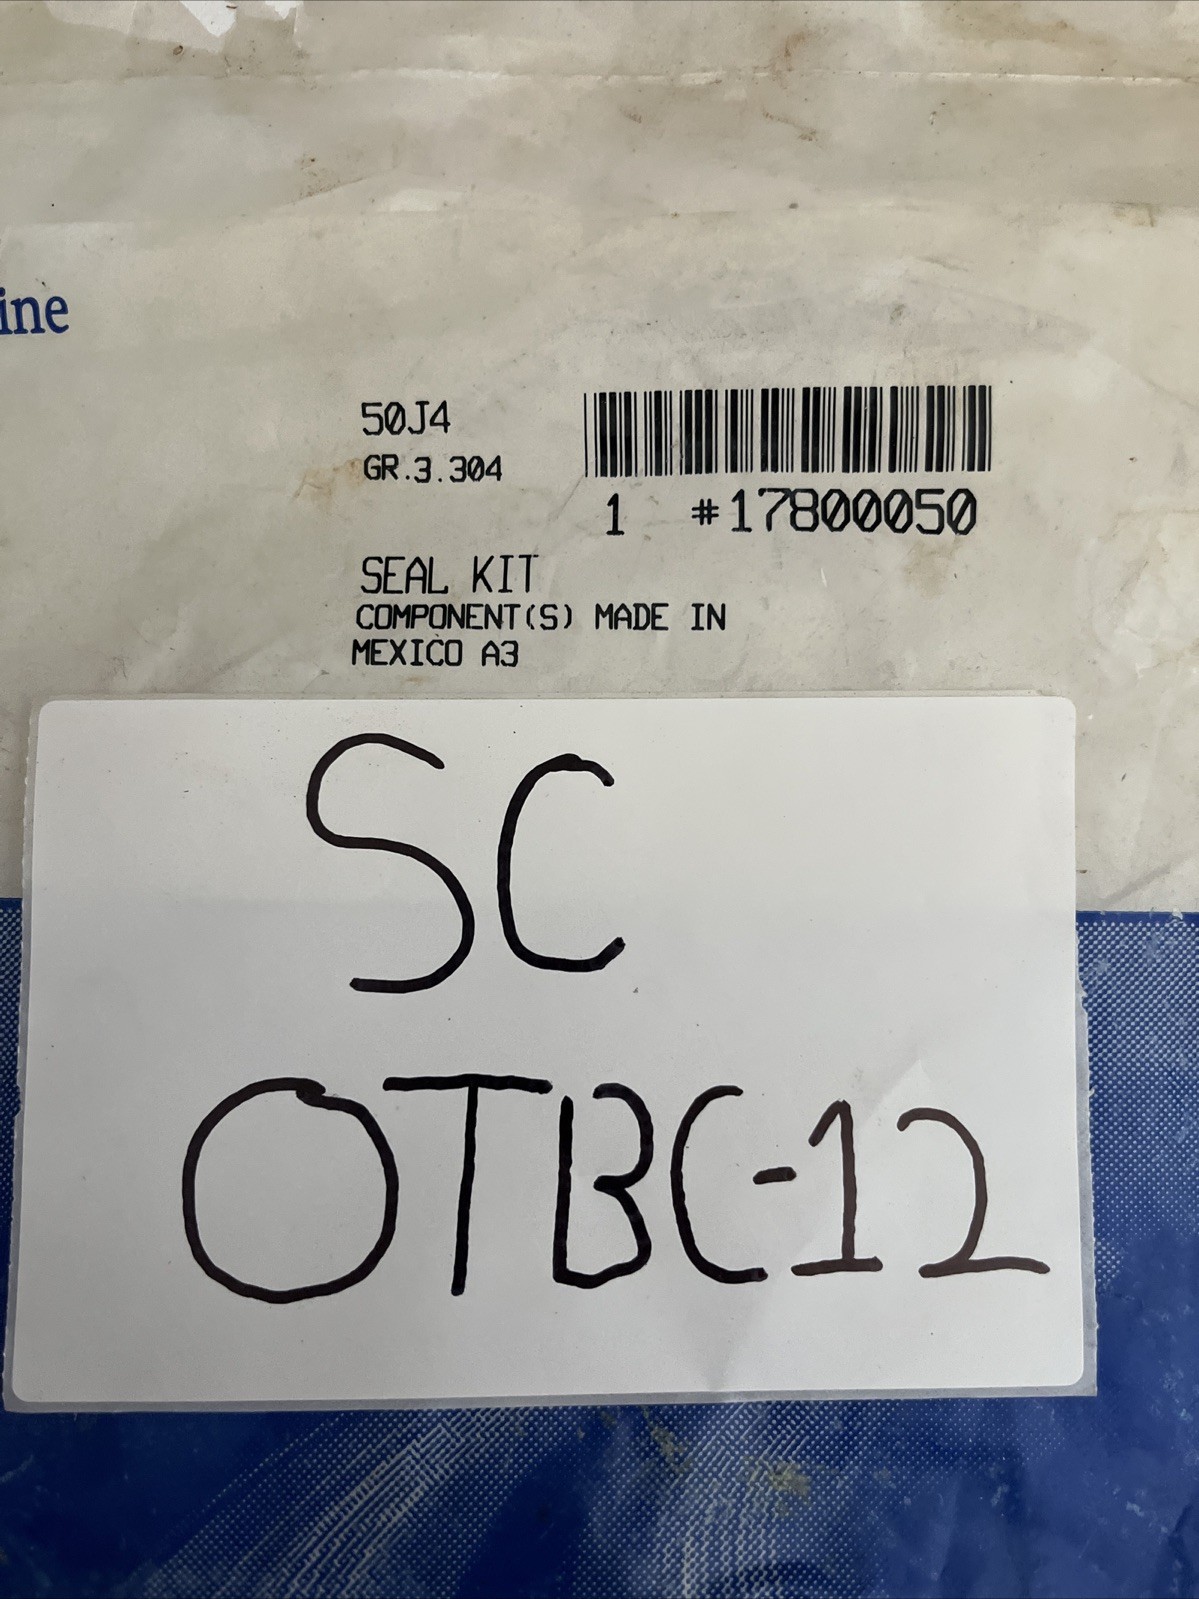 ine
50J4
GR.3.304
1 #17800050
SEAL KIT
COMPONENT(S) MADE IN
MEXICO A3
SC
OTBC-12